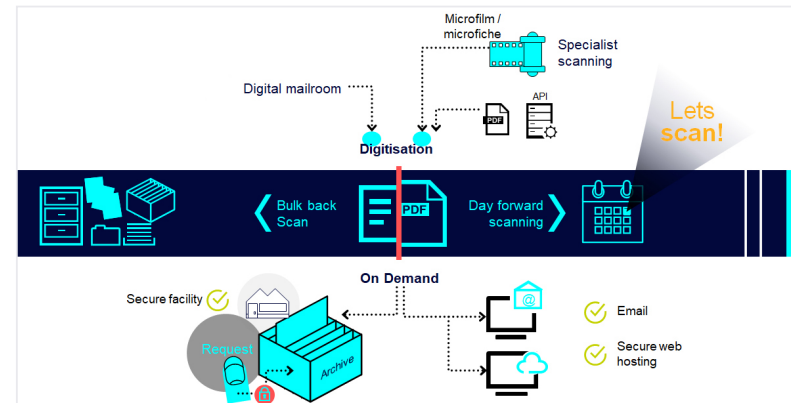 Microfilm /
microfiche
Specialist
scanning
Digital mailroom
API
PDF
Lets
scan!
Digitisation
Bulk back
Scan
PDF
Day forward
scanning
On Demand
Secure facility
@
Email
Request
Archive
Secure web
hosting